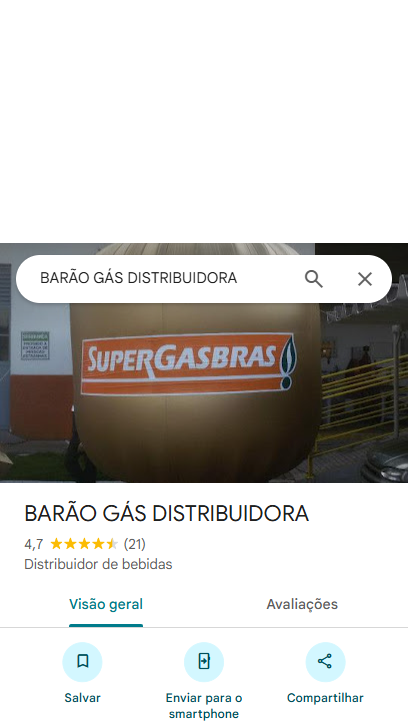 BARÃO GÁS DISTRIBUIDORA
SUPERGASBRAS
BARÃO GÁS DISTRIBUIDORA
4,7 (21)
Distribuidor de bebidas
Visão geral Avaliações
Salvar Enviar para o smartphone Compartilhar